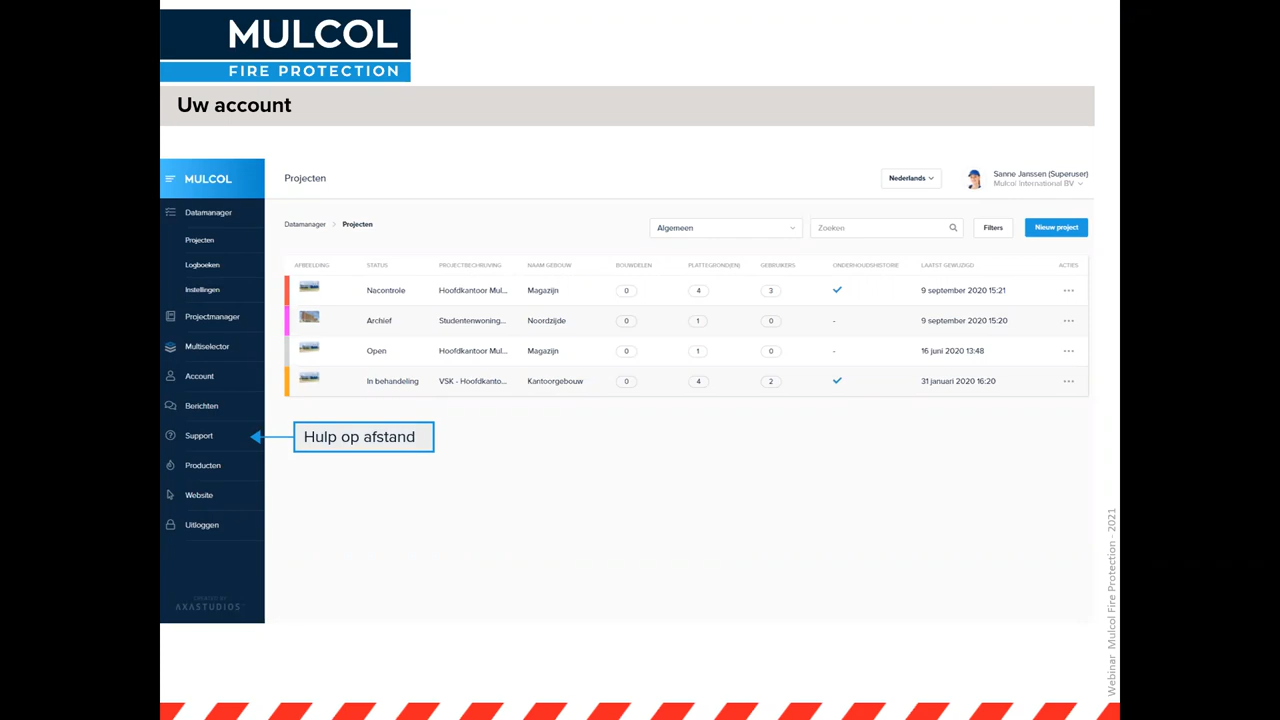 MULCOL
FIRE PROTECTION
Uw account
MULCOL
Datamanager
Projecten
Logboeken
Instellingen
Projectmanager
Multiselector
Account
Berichten
Support
Producten
Website
Uitloggen
CREATED BY
AXASTUDIOS
Projecten
Nederlands
Sanne Janssen (Superuser)
Mulcol International BV
Datamanager > Projecten
Algemeen
Zoeken
Filters
Nieuw project
AFBEELDING STATUS PROJECTBECHRIJVING NAAM GEBOUW BOUWDELEN PLATTEGROND(EN) GEBRUIKERS ONDERHOUDSHISTORIE LAATST GEWIJZIGD ACTIES
Nacontrole Hoofdkantoor Mul... Magazijn 0 4 3 9 september 2020 15:21
Archief Studentenwoning... Noordzijde 0 1 0 - 9 september 2020 15:20
Open Hoofdkantoor Mul... Magazijn 0 1 0 - 16 juni 2020 13:48
In behandeling VSK - Hoofdkanto... Kantoorgebouw 0 4 2 31 januari 2020 16:20
Hulp op afstand
Webinar Mulcol Fire Protection - 2021